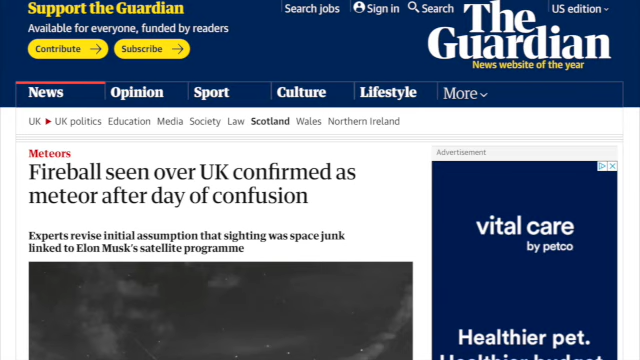 Support the Guardian
Available for everyone, funded by readers
Contribute →
Subscribe →
Search jobs
Sign in
Search
US edition
The
Guardian
News website of the year
News
Opinion
Sport
Culture
Lifestyle
More
UK
UK politics
Education
Media
Society
Law
Scotland
Wales
Northern Ireland
Meteors
Fireball seen over UK confirmed as
meteor after day of confusion
Experts revise initial assumption that sighting was space junk
linked to Elon Musk's satellite programme
Advertisement
vital care
by petco
Healthier pet.
Healthier budget.